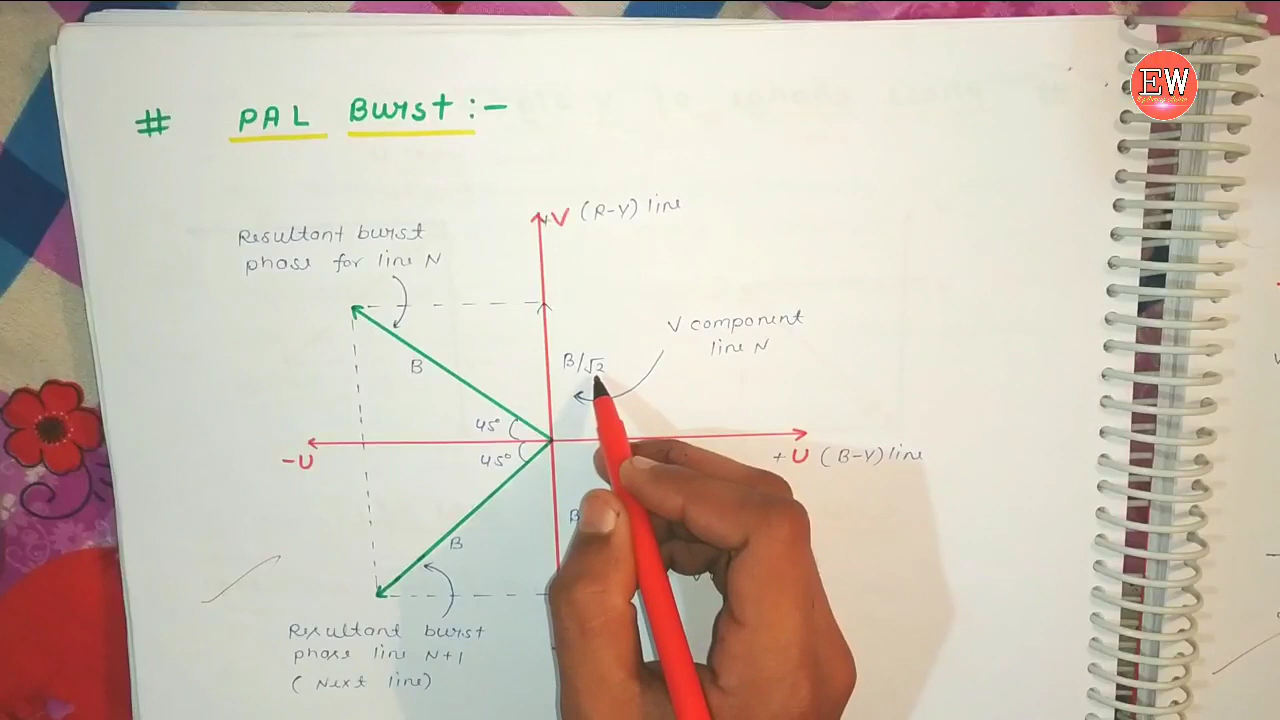 # PAL Burst :-
+V (R-Y) line
Resultant burst
phase for line N
V component
line N
B/√2
B
45°
45°
-U
+U (B-Y) line
B
B
Resultant burst
phase line N+1
( Next line)
EW